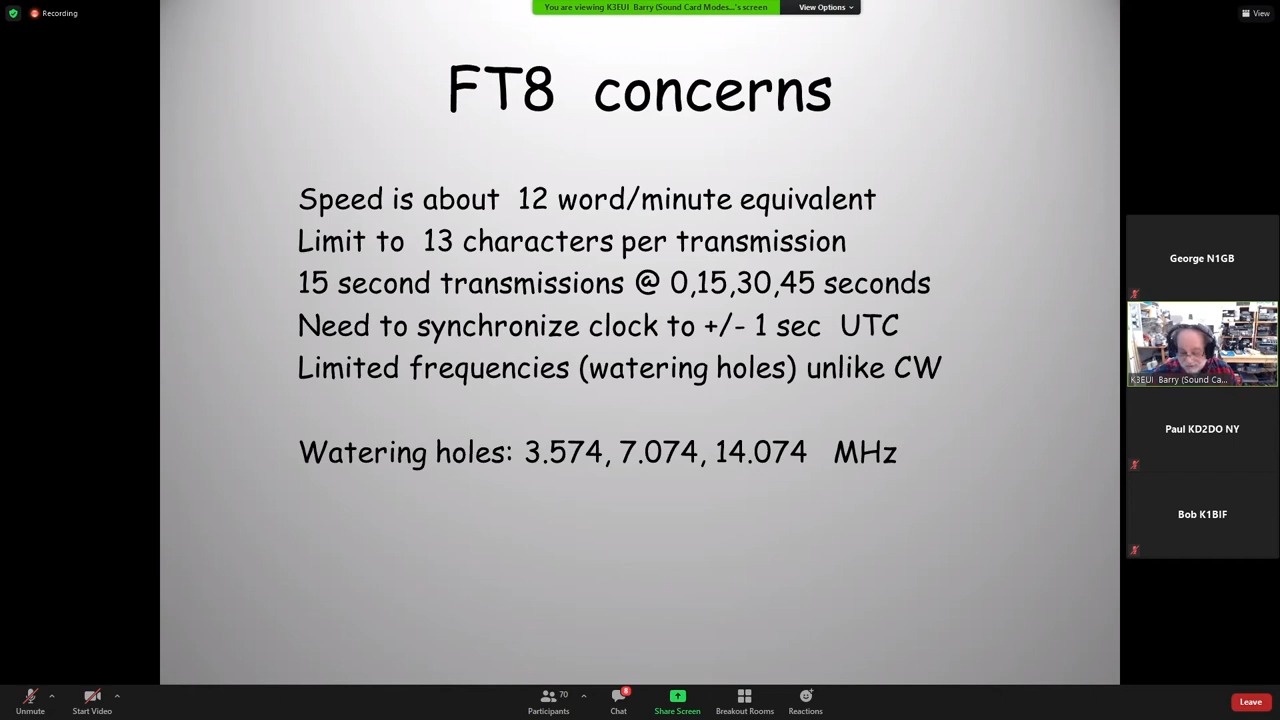 Recording
You are viewing K3EUI Barry (Sound Card Modes...'s screen
View Options
View
FT8 concerns
Speed is about 12 word/minute equivalent
Limit to 13 characters per transmission
15 second transmissions @ 0,15,30,45 seconds
Need to synchronize clock to +/- 1 sec UTC
Limited frequencies (watering holes) unlike CW
Watering holes: 3.574, 7.074, 14.074 MHz
George N1GB
K3EUI Barry (Sound Ca...
Paul KD2DO NY
Bob K1BIF
Unmute
Start Video
70
Participants
8
Chat
Share Screen
Breakout Rooms
Reactions
Leave